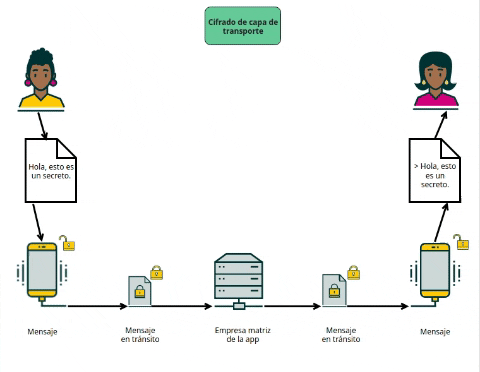 Cifrado de capa de
transporte
Hola, esto es
un secreto.
> Hola, esto
es un
secreto.
Mensaje
Mensaje
en tránsito
Empresa matriz
de la app
Mensaje
en tránsito
Mensaje